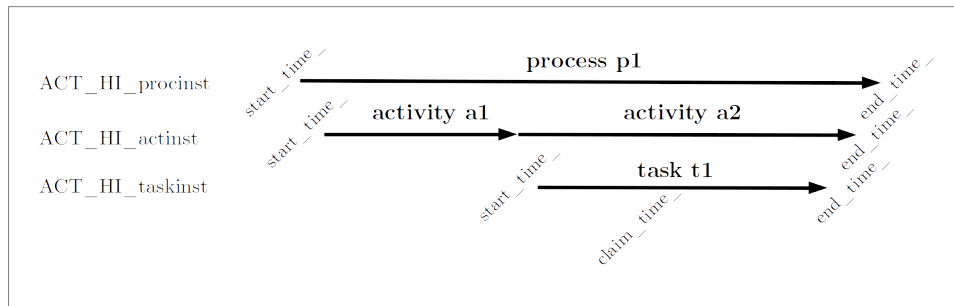 process p1
ACT_HI_procinst
start_time_
end_time_
activity a1
activity a2
ACT_HI_actinst
start_time_
end_time_
task t1
ACT_HI_taskinst
start_time_
claim_time_
end_time_